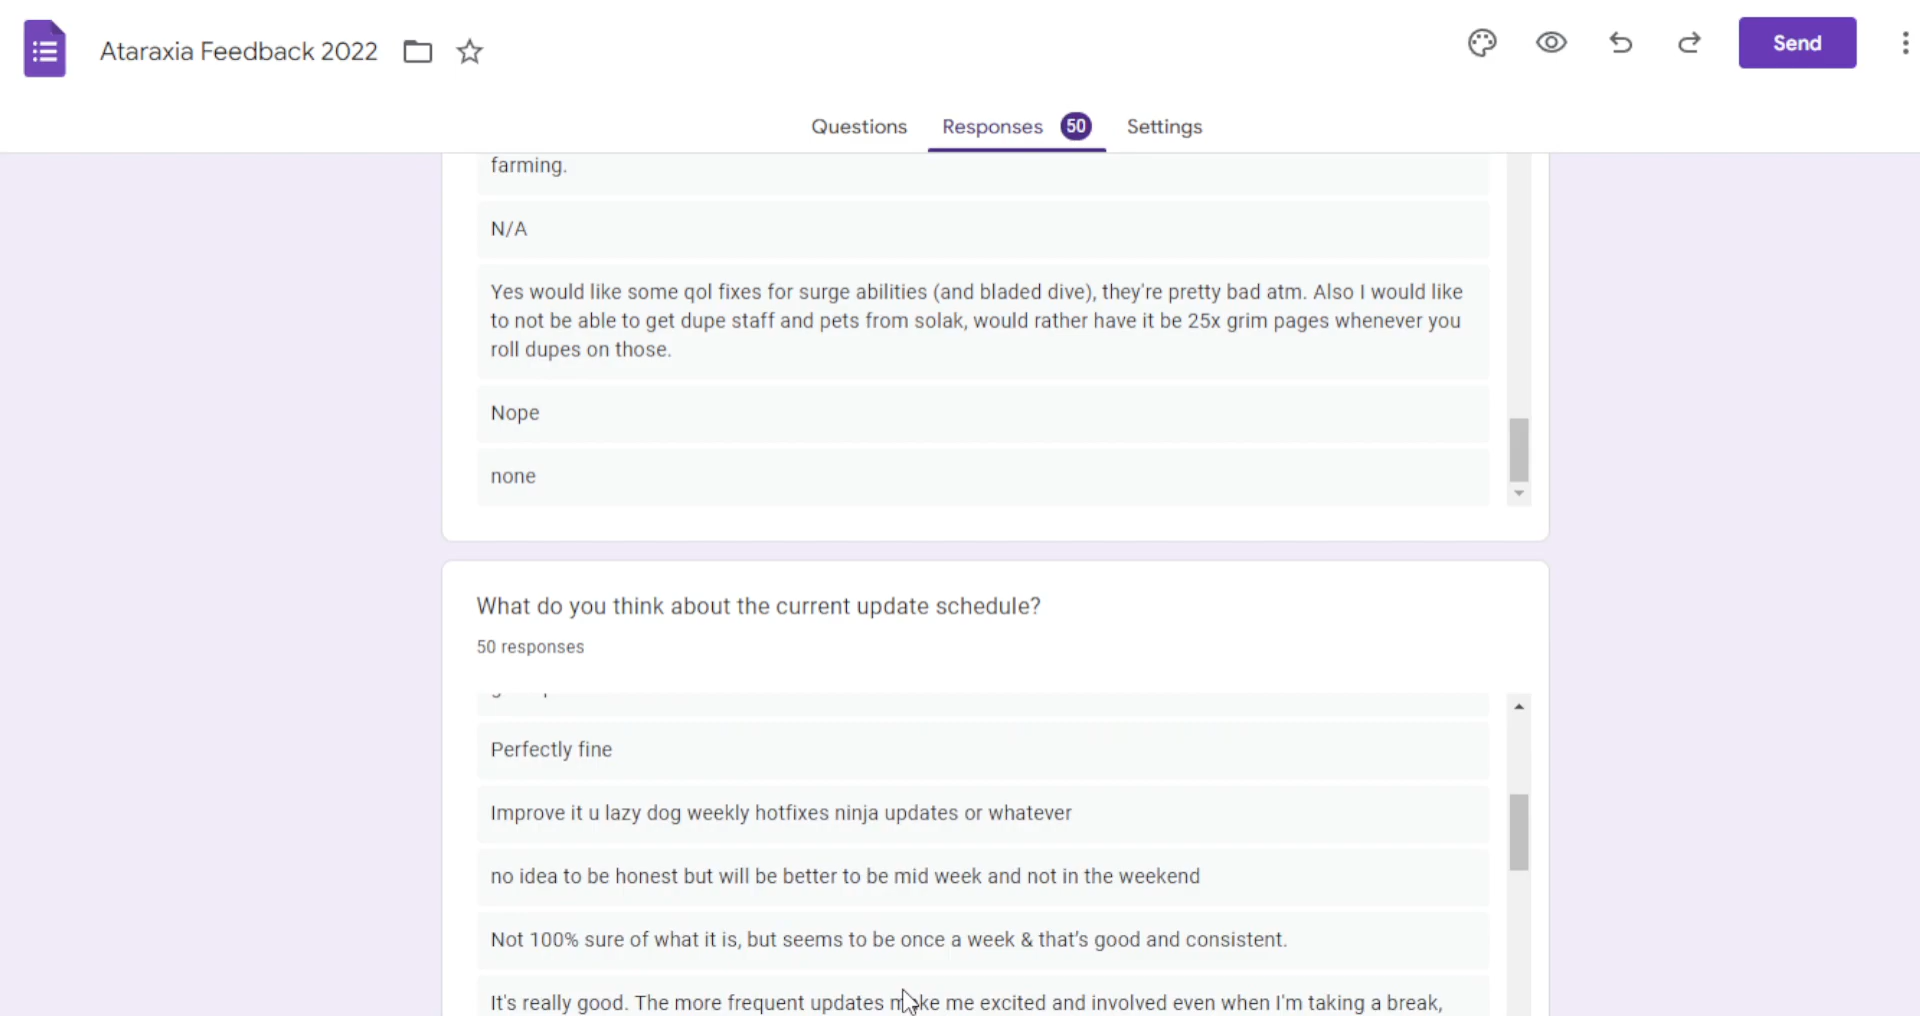 Ataraxia Feedback 2022
Send
Questions
Responses 50
Settings
farming.
N/A
Yes would like some qol fixes for surge abilities (and bladed dive), they're pretty bad atm. Also I would like
to not be able to get dupe staff and pets from solak, would rather have it be 25x grim pages whenever you
roll dupes on those.
Nope
none
What do you think about the current update schedule?
50 responses
Perfectly fine
Improve it u lazy dog weekly hotfixes ninja updates or whatever
no idea to be honest but will be better to be mid week and not in the weekend
Not 100% sure of what it is, but seems to be once a week & that's good and consistent.
It's really good. The more frequent updates make me excited and involved even when I'm taking a break,